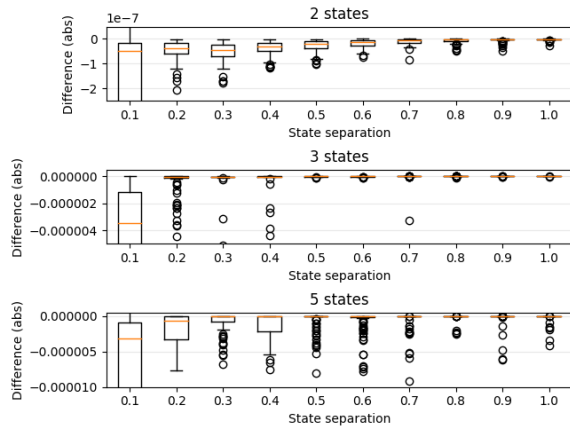 2 states
1e−7
Difference (abs)
0
−1
−2
0.1 0.2 0.3 0.4 0.5 0.6 0.7 0.8 0.9 1.0
State separation
3 states
Difference (abs)
0.000000
−0.000002
−0.000004
0.1 0.2 0.3 0.4 0.5 0.6 0.7 0.8 0.9 1.0
State separation
5 states
Difference (abs)
0.000000
−0.000005
−0.000010
0.1 0.2 0.3 0.4 0.5 0.6 0.7 0.8 0.9 1.0
State separation